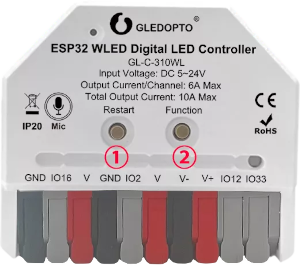 GLEDOPTO®
ESP32 WLED Digital LED Controller
GL-C-310WL
Input Voltage: DC 5~24V
Output Current/Channel: 6A Max
Total Output Current: 10A Max
Restart Function
IP20 Mic
CE
RoHS
1 2
GND IO16 V GND IO2 V V- V+ IO12 IO33